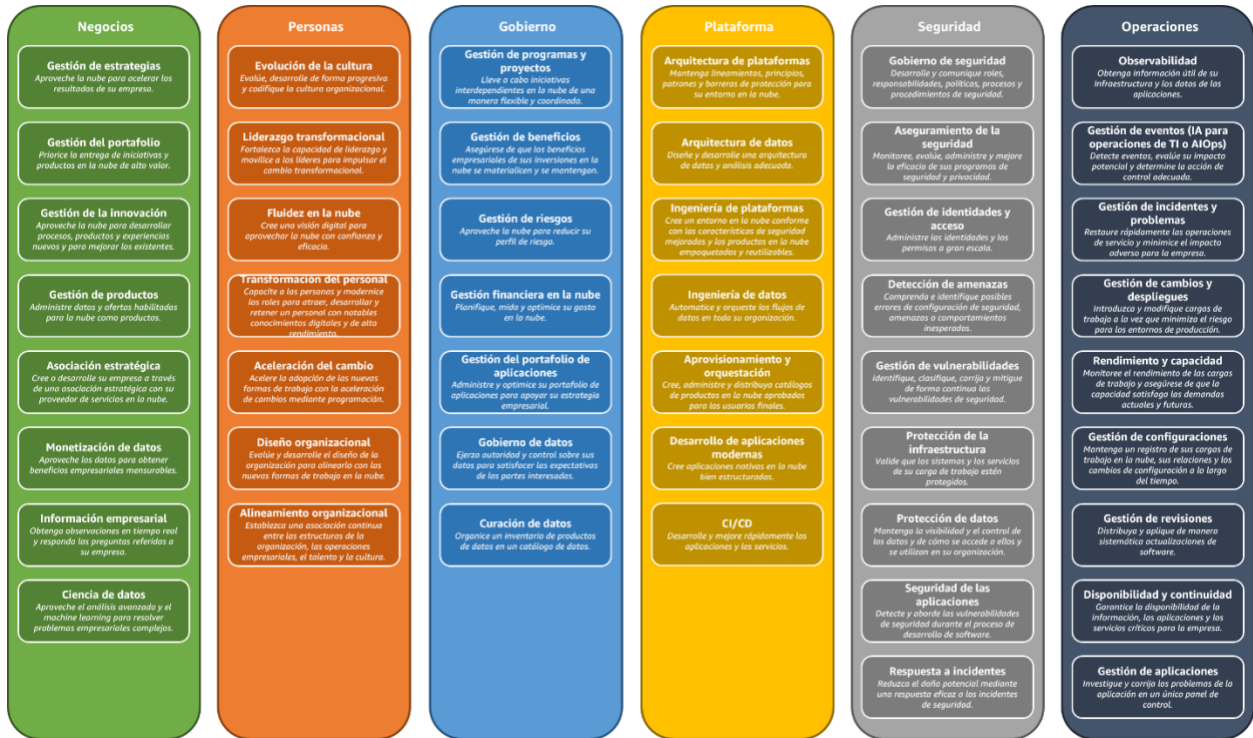 Negocios
Gestión de estrategias
Aproveche la nube para acelerar los
resultados de su empresa.
Gestión del portafolio
Priorice la entrega de iniciativas y
productos en la nube de alto valor.
Gestión de la innovación
Aproveche la nube para desarrollar
procesos, productos y experiencias
nuevos y para mejorar los existentes.
Gestión de productos
Administre datos y ofertas habilitadas
para la nube como productos.
Asociación estratégica
Cree o desarrolle su empresa a través
de una asociación estratégica con su
proveedor de servicios en la nube.
Monetización de datos
Aproveche los datos para obtener
beneficios empresariales mensurables.
Información empresarial
Obtenga observaciones en tiempo real
y responda las preguntas referidas a
su empresa.
Ciencia de datos
Aproveche el análisis avanzado y el
machine learning para resolver
problemas empresariales complejos.
Personas
Evolución de la cultura
Evalúe, desarrolle de forma progresiva
y codifique la cultura organizacional.
Liderazgo transformacional
Fortalezca la capacidad de liderazgo y
movilice a los líderes para impulsar el
cambio transformacional.
Fluidez en la nube
Cree una visión digital para
aprovechar la nube con confianza y
eficacia.
Transformación del personal
Capacite a las personas y modernice
los roles para atraer, desarrollar y
retener un personal con notables
conocimientos digitales y de alto
rendimiento.
Aceleración del cambio
Acelere la adopción de las nuevas
formas de trabajo con la aceleración
de cambios mediante programación.
Diseño organizacional
Evalúe y desarrolle el diseño de la
organización para alinearlo con las
nuevas formas de trabajo en la nube.
Alineamiento organizacional
Establezca una asociación continua
entre las estructuras de la
organización, las operaciones
empresariales, el talento y la cultura.
Gobierno
Gestión de programas y
proyectos
Lleve a cabo iniciativas
interdependientes en la nube de una
manera flexible y coordinada.
Gestión de beneficios
Asegúrese de que los beneficios
empresariales de sus inversiones en la
nube se materialicen y se mantengan.
Gestión de riesgos
Aproveche la nube para reducir su
perfil de riesgo.
Gestión financiera en la nube
Planifique, mida y optimice su gasto
en la nube.
Gestión del portafolio de
aplicaciones
Administre y optimice su portafolio de
aplicaciones para apoyar su estrategia
empresarial.
Gobierno de datos
Ejerza autoridad y control sobre sus
datos para satisfacer las expectativas
de las partes interesadas.
Curación de datos
Organice un inventario de productos
de datos en un catálogo de datos.
Plataforma
Arquitectura de plataformas
Mantenga lineamientos, principios,
patrones y barreras de protección para
su entorno en la nube.
Arquitectura de datos
Diseñe y desarrolle una arquitectura
de datos y análisis adecuada.
Ingeniería de plataformas
Cree un entorno en la nube conforme
con las características de seguridad
mejoradas y los productos en la nube
empaquetados y reutilizables.
Ingeniería de datos
Automatice y orqueste los flujos de
datos en toda su organización.
Aprovisionamiento y
orquestación
Cree, administre y distribuya catálogos
de productos en la nube aprobados
para los usuarios finales.
Desarrollo de aplicaciones
modernas
Cree aplicaciones nativas en la nube
bien estructuradas.
CI/CD
Desarrolle y mejore rápidamente las
aplicaciones y los servicios.
Seguridad
Gobierno de seguridad
Desarrolle y comunique roles,
responsabilidades, políticas, procesos y
procedimientos de seguridad.
Aseguramiento de la
seguridad
Monitoree, evalúe, administre y mejore
la eficacia de sus programas de
seguridad y privacidad.
Gestión de identidades y
acceso
Administre las identidades y los
permisos a gran escala.
Detección de amenazas
Comprenda e identifique posibles
errores de configuración de seguridad,
amenazas o comportamientos
inesperados.
Gestión de vulnerabilidades
Identifique, clasifique, corrija y mitigue
de forma continua las
vulnerabilidades de seguridad.
Protección de la
infraestructura
Valide que los sistemas y los servicios
de su carga de trabajo estén
protegidos.
Protección de datos
Mantenga la visibilidad y el control de
los datos y de cómo se accede a ellos y
se utilizan en su organización.
Seguridad de las
aplicaciones
Detecte y aborde las vulnerabilidades
de seguridad durante el proceso de
desarrollo de software.
Respuesta a incidentes
Reduzca el daño potencial mediante
una respuesta eficaz a los incidentes
de seguridad.
Operaciones
Observabilidad
Obtenga información útil de su
infraestructura y los datos de las
aplicaciones.
Gestión de eventos (IA para
operaciones de TI o AIOps)
Detecte eventos, evalúe su impacto
potencial y determine la acción de
control adecuada.
Gestión de incidentes y
problemas
Restaure rápidamente las operaciones
de servicio y minimice el impacto
adverso para la empresa.
Gestión de cambios y
despliegues
Introduzca y modifique cargas de
trabajo a la vez que minimiza el riesgo
para los entornos de producción.
Rendimiento y capacidad
Monitoree el rendimiento de las cargas
de trabajo y asegúrese de que la
capacidad satisfaga las demandas
actuales y futuras.
Gestión de configuraciones
Mantenga un registro de sus cargas de
trabajo en la nube, sus relaciones y los
cambios de configuración a lo largo
del tiempo.
Gestión de revisiones
Distribuya y aplique de manera
sistemática actualizaciones de
software.
Disponibilidad y continuidad
Garantice la disponibilidad de la
información, las aplicaciones y los
servicios críticos para la empresa.
Gestión de aplicaciones
Investigue y corrija los problemas de la
aplicación en un único panel de
control.